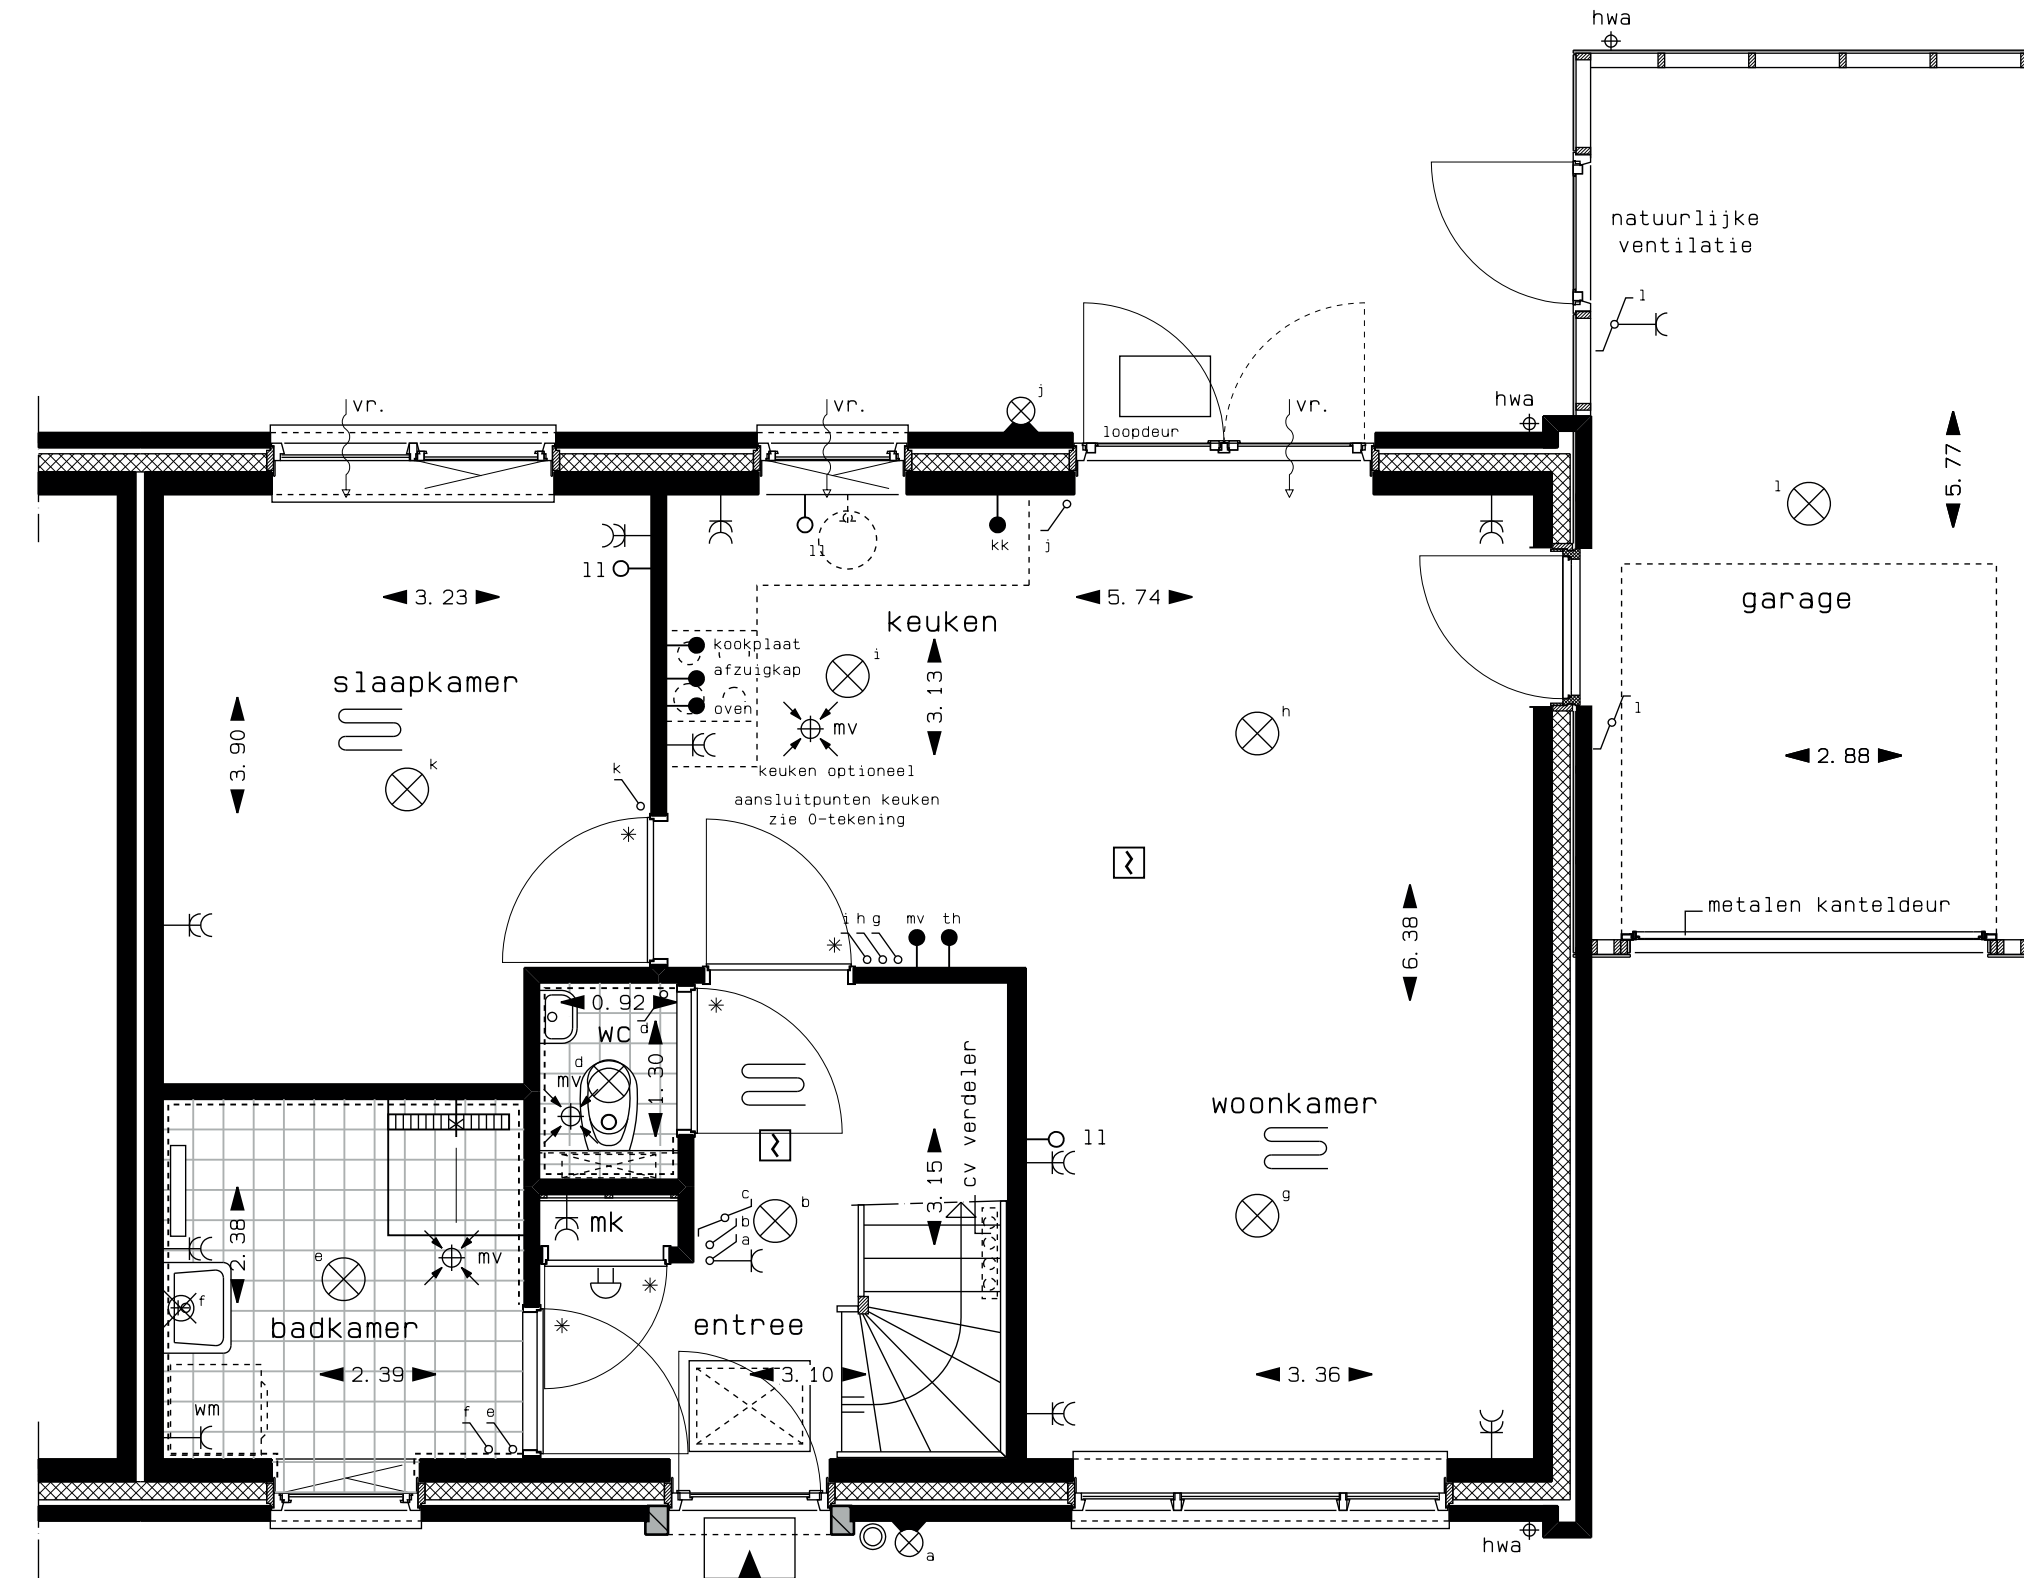 hwa
natuurlijke
ventilatie
l
vr.
vr.
j
vr.
hwa
loopdeur
5. 77
l
ll
kk
j
ll
3. 23
5. 74
garage
keuken
kookplaat
i
afzuigkap
slaapkamer
3. 13
oven
l
h
mv
3. 90
2. 88
k
k
keuken optioneel
aansluitpunten keuken
zie O-tekening
metalen kanteldeur
i h g
mv
th
6. 38
0. 92
d
wc
d
mv
1. 30
cv verdeler
woonkamer
ll
3. 15
c
b
a
b
g
mk
2. 38
e
mv
f
badkamer
entree
2. 39
3. 10
3. 36
wm
f e
hwa
a